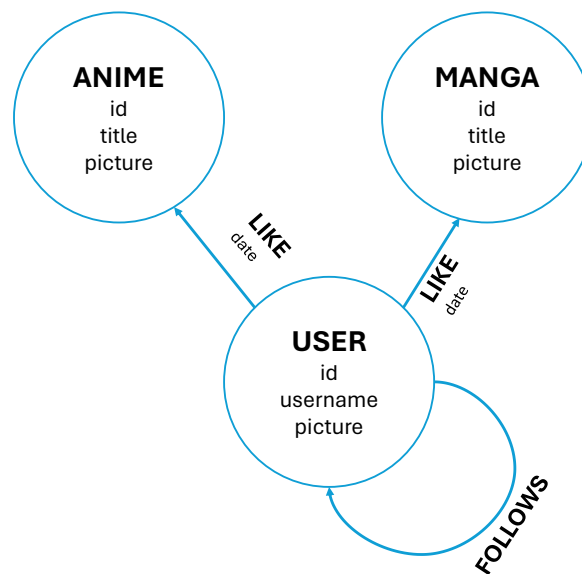 ANIME
id
title
picture
MANGA
id
title
picture
LIKE
date
LIKE
date
USER
id
username
picture
FOLLOWS